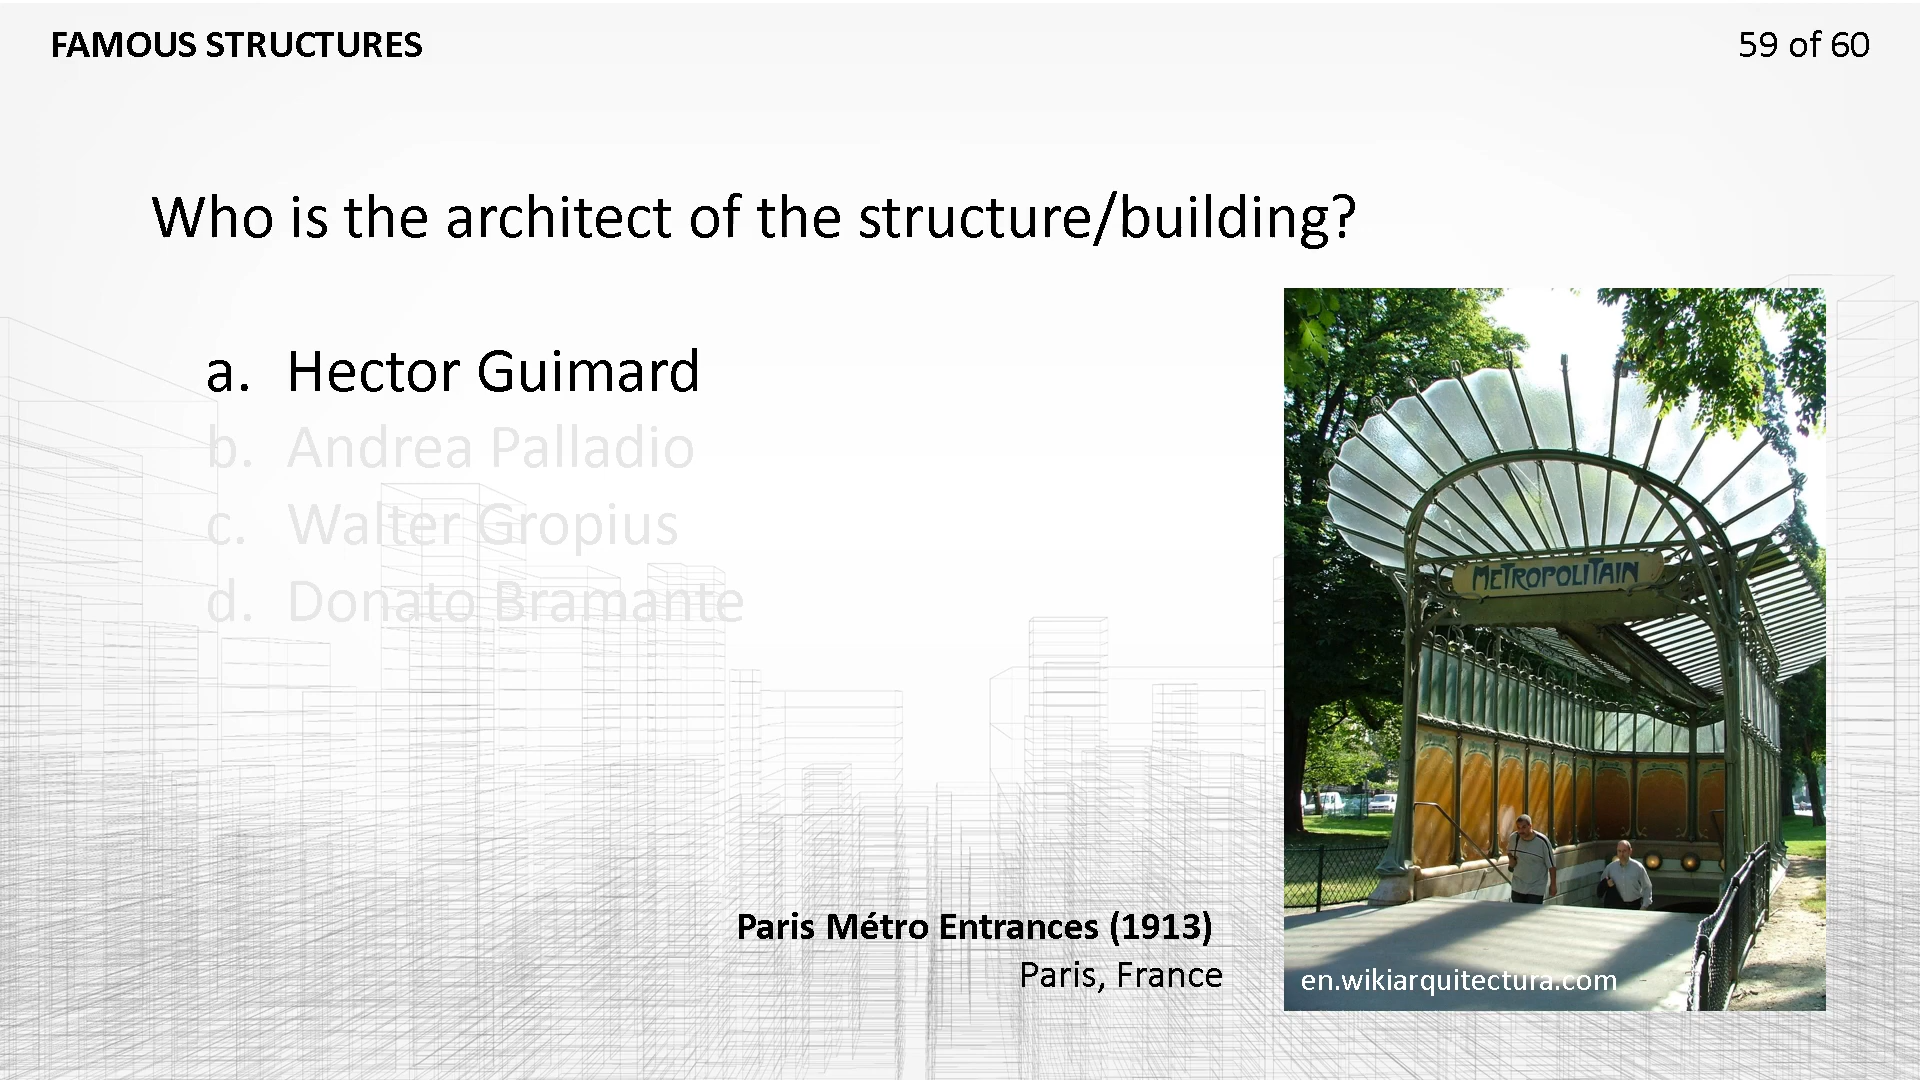 FAMOUS STRUCTURES
59 of 60
Who is the architect of the structure/building?
a. Hector Guimard
b. Andrea Palladio
c. Walter Gropius
d. Donato Bramante
METROPOLITAIN
Paris Métro Entrances (1913)
Paris, France
en.wikiarquitectura.com